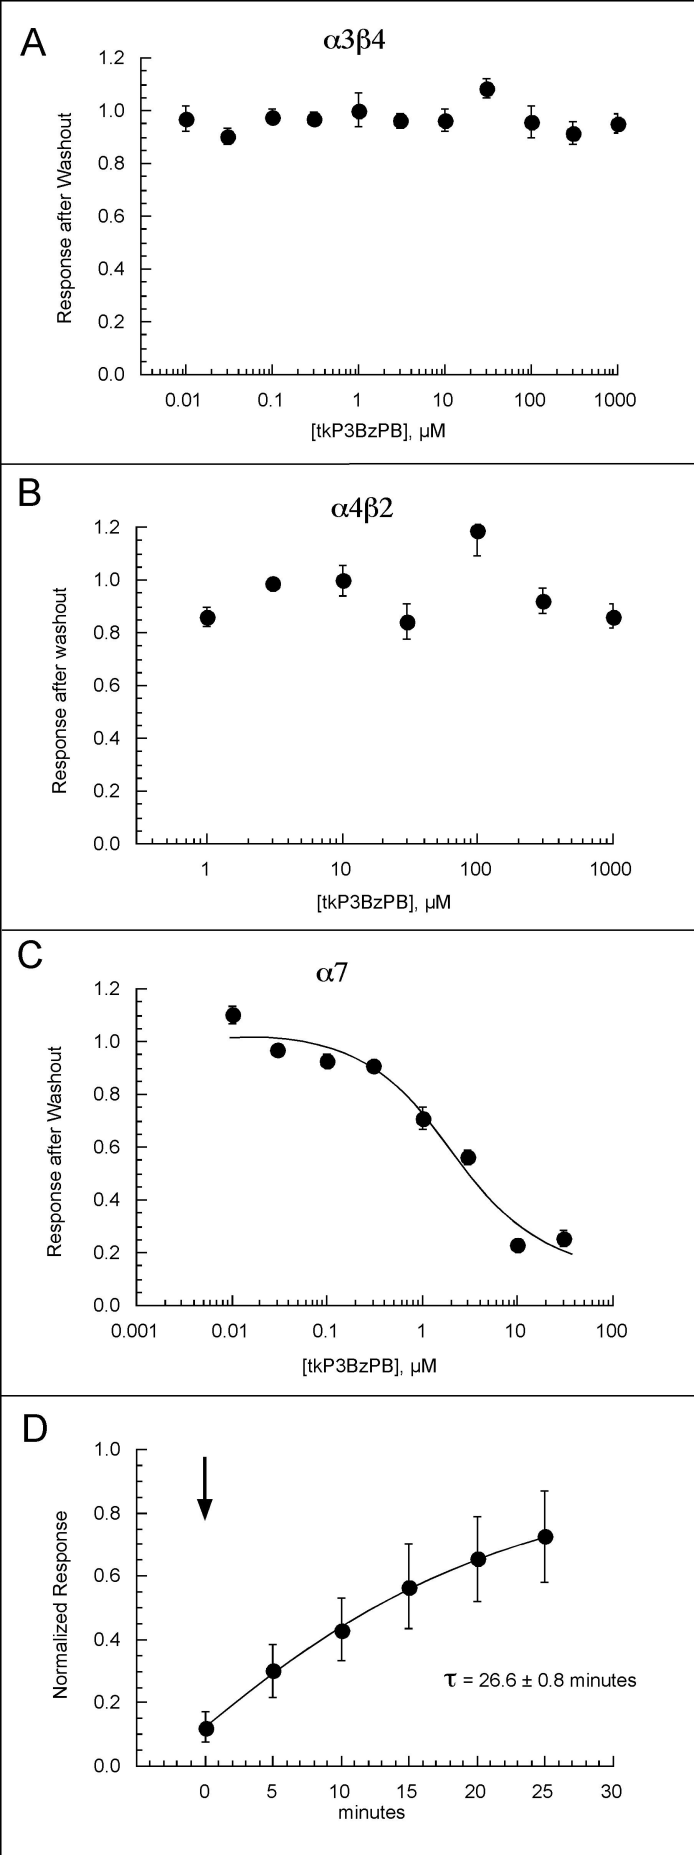 A
α3β4
Response after Washout
1.2
1.0
0.8
0.6
0.4
0.2
0.0
0.01 0.1 1 10 100 1000
[tkP3BzPB], µM
B
α4β2
Response after washout
1.2
1.0
0.8
0.6
0.4
0.2
0.0
1 10 100 1000
[tkP3BzPB], µM
C
α7
Response after Washout
1.2
1.0
0.8
0.6
0.4
0.2
0.0
0.001 0.01 0.1 1 10 100
[tkP3BzPB], µM
D
Normalized Response
1.0
0.8
0.6
0.4
0.2
0.0
τ = 26.6 ± 0.8 minutes
0 5 10 15 20 25 30
minutes